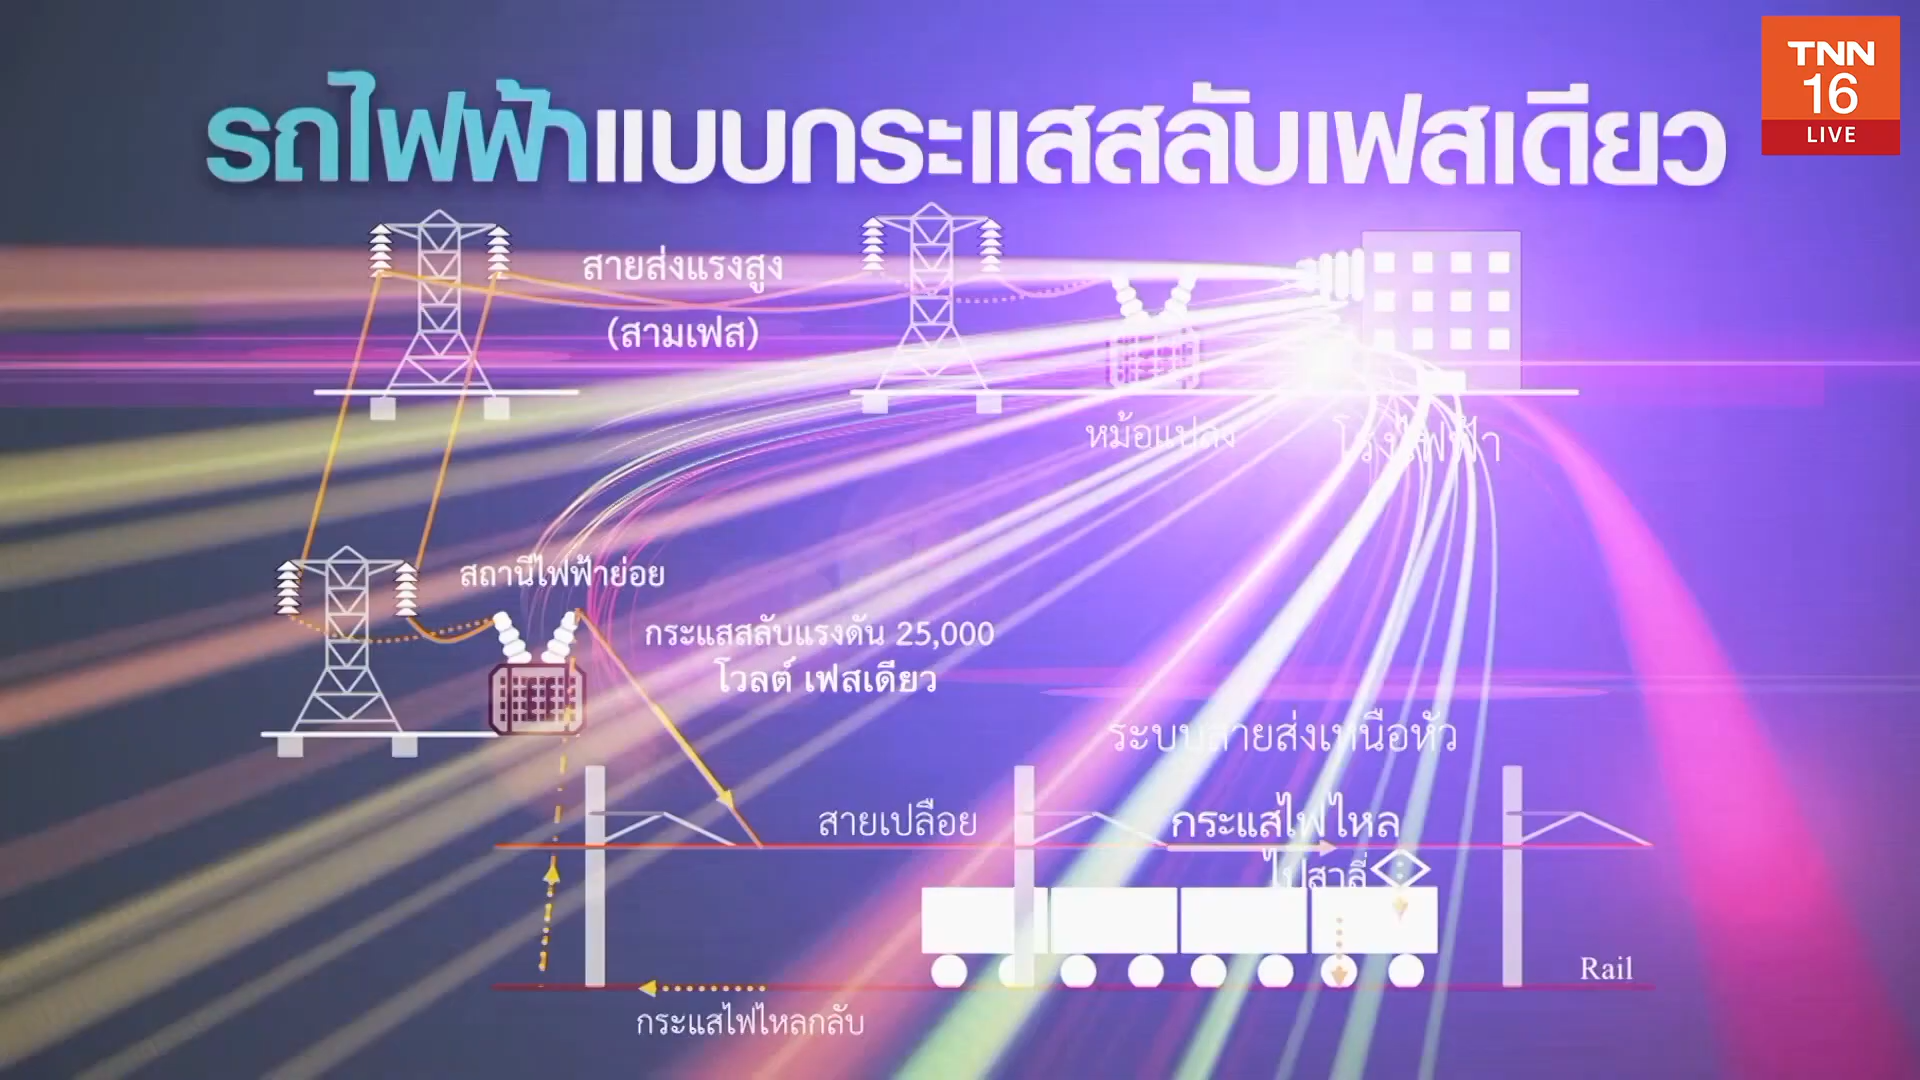 TNN
16
LIVE
รถไฟฟ้าแบบกระแสสลับเฟสเดียว
สายส่งแรงสูง
(สามเฟส)
หม้อแปลง
โรงไฟฟ้า
สถานีไฟฟ้าย่อย
กระแสสลับแรงดัน 25,000
โวลต์ เฟสเดียว
ระบบสายส่งเหนือหัว
สายเปลือย
กระแสไฟไหล
ไปสาลี่
Rail
กระแสไฟไหลกลับ